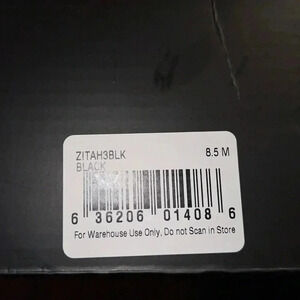 ZITAH3BLK 8.5 M
BLACK
6 36206 01408 6
For Warehouse Use Only, Do not Scan in Store